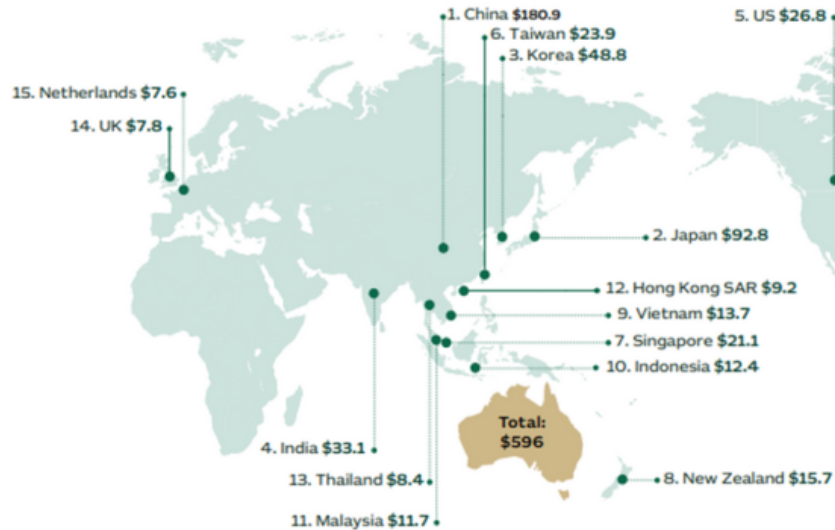 1. China $180.9
5. US $26.8
6. Taiwan $23.9
3. Korea $48.8
15. Netherlands $7.6
14. UK $7.8
2. Japan $92.8
12. Hong Kong SAR $9.2
9. Vietnam $13.7
7. Singapore $21.1
10. Indonesia $12.4
Total:
$596
4. India $33.1
13. Thailand $8.4
8. New Zealand $15.7
11. Malaysia $11.7